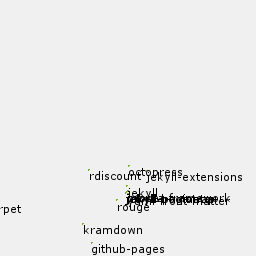 octopress
rdiscount
jekyll-extensions
jekyll
rouge
rpet
kramdown
github-pages